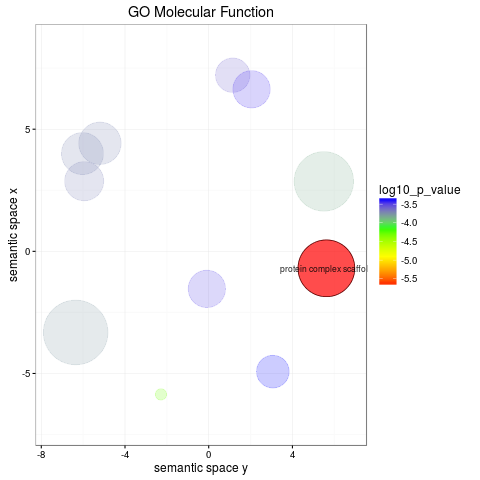 GO Molecular Function
5
0
-5
semantic space x
-8
-4
0
4
semantic space y
protein complex scaffol
log10_p_value
-3.5
-4.0
-4.5
-5.0
-5.5